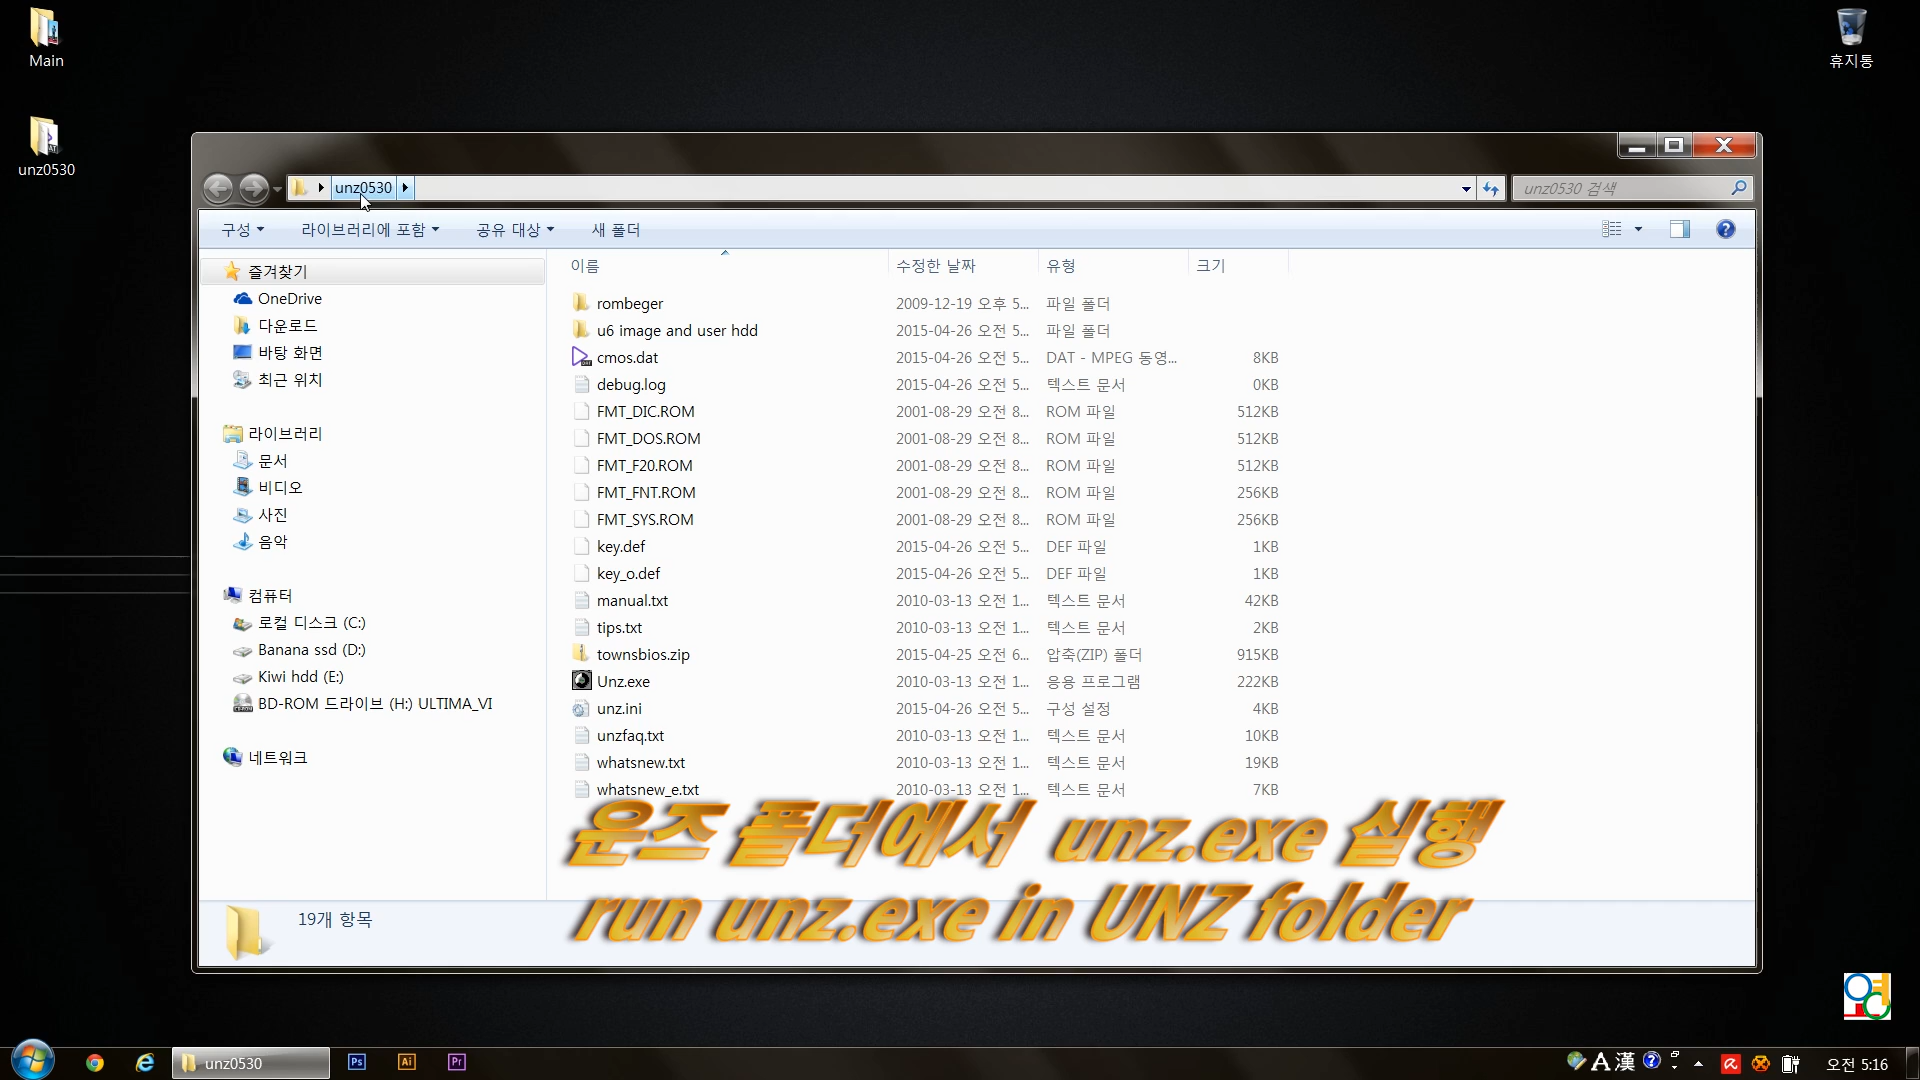 Main
휴지통
unz0530
unz0530
unz0530 검색
구성 라이브러리에 포함 공유 대상 새 폴더
즐겨찾기
OneDrive
다운로드
바탕 화면
최근 위치
라이브러리
문서
비디오
사진
음악
컴퓨터
로컬 디스크 (C:)
Banana ssd (D:)
Kiwi hdd (E:)
BD-ROM 드라이브 (H:) ULTIMA_VI
네트워크
이름 수정한 날짜 유형 크기
rombeger 2009-12-19 오후 5... 파일 폴더
u6 image and user hdd 2015-04-26 오전 5... 파일 폴더
cmos.dat 2015-04-26 오전 5... DAT - MPEG 동영... 8KB
debug.log 2015-04-26 오전 5... 텍스트 문서 0KB
FMT_DIC.ROM 2001-08-29 오전 8... ROM 파일 512KB
FMT_DOS.ROM 2001-08-29 오전 8... ROM 파일 512KB
FMT_F20.ROM 2001-08-29 오전 8... ROM 파일 512KB
FMT_FNT.ROM 2001-08-29 오전 8... ROM 파일 256KB
FMT_SYS.ROM 2001-08-29 오전 8... ROM 파일 256KB
key.def 2015-04-26 오전 5... DEF 파일 1KB
key_o.def 2015-04-26 오전 5... DEF 파일 1KB
manual.txt 2010-03-13 오전 1... 텍스트 문서 42KB
tips.txt 2010-03-13 오전 1... 텍스트 문서 2KB
townsbios.zip 2015-04-25 오전 6... 압축(ZIP) 폴더 915KB
Unz.exe 2010-03-13 오전 1... 응용 프로그램 222KB
unz.ini 2015-04-26 오전 5... 구성 설정 4KB
unzfaq.txt 2010-03-13 오전 1... 텍스트 문서 10KB
whatsnew.txt 2010-03-13 오전 1... 텍스트 문서 19KB
whatsnew_e.txt 2010-03-13 오전 1... 텍스트 문서 7KB
운즈 폴더에서 unz.exe 실행
run unz.exe in UNZ folder
19개 항목
unz0530
Ps Ai Pr
A 漢
오전 5:16